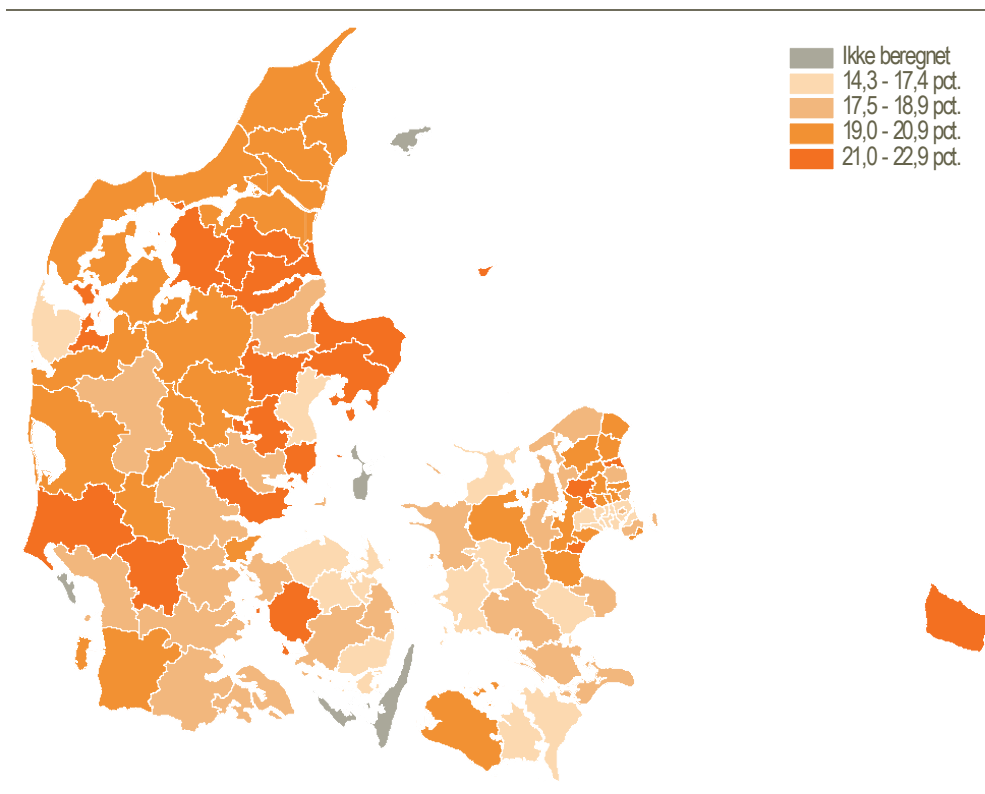 Ikke beregnet
14,3 - 17,4 pct.
17,5 - 18,9 pct.
19,0 - 20,9 pct.
21,0 - 22,9 pct.